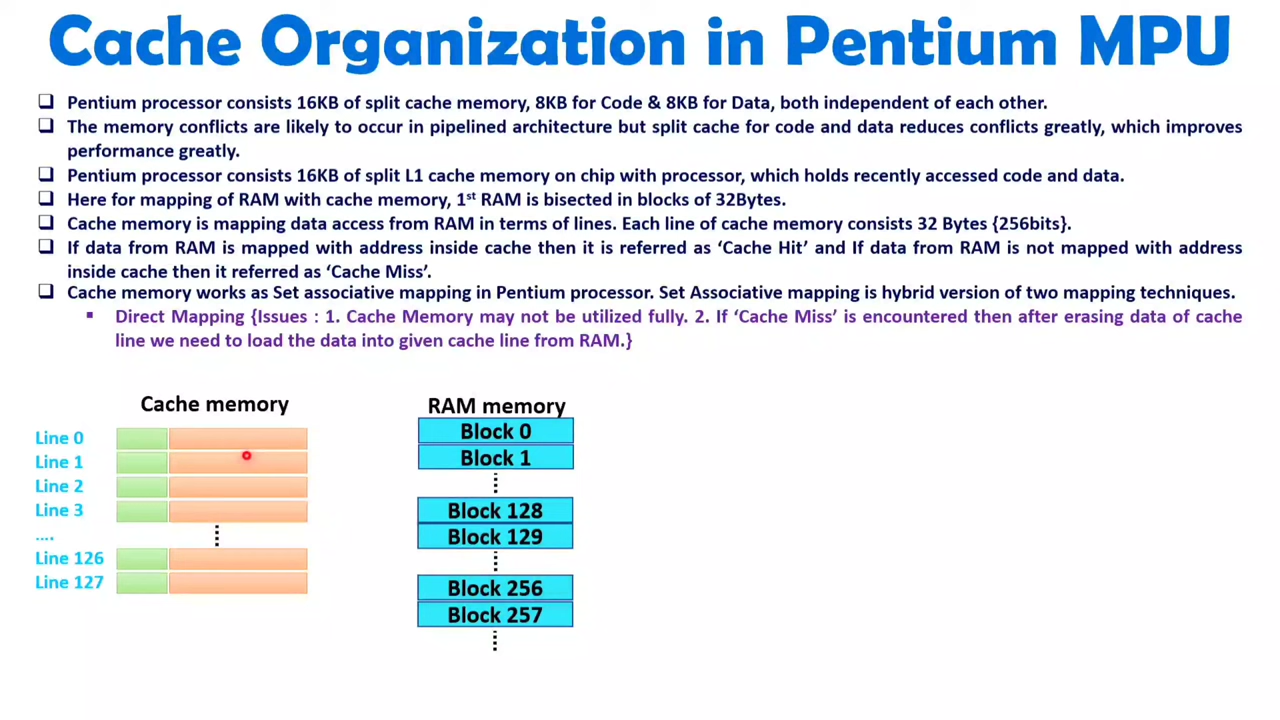 Cache Organization in Pentium MPU
Pentium processor consists 16KB of split cache memory, 8KB for Code & 8KB for Data, both independent of each other.
The memory conflicts are likely to occur in pipelined architecture but split cache for code and data reduces conflicts greatly, which improves
performance greatly.
Pentium processor consists 16KB of split L1 cache memory on chip with processor, which holds recently accessed code and data.
Here for mapping of RAM with cache memory, 1st RAM is bisected in blocks of 32Bytes.
Cache memory is mapping data access from RAM in terms of lines. Each line of cache memory consists 32 Bytes {256bits}.
If data from RAM is mapped with address inside cache then it is referred as ‘Cache Hit’ and If data from RAM is not mapped with address
inside cache then it referred as ‘Cache Miss’.
Cache memory works as Set associative mapping in Pentium processor. Set Associative mapping is hybrid version of two mapping techniques.
Direct Mapping {Issues : 1. Cache Memory may not be utilized fully. 2. If ‘Cache Miss’ is encountered then after erasing data of cache
line we need to load the data into given cache line from RAM.}
Cache memory
Line 0
Line 1
Line 2
Line 3
....
Line 126
Line 127
RAM memory
Block 0
Block 1
Block 128
Block 129
Block 256
Block 257